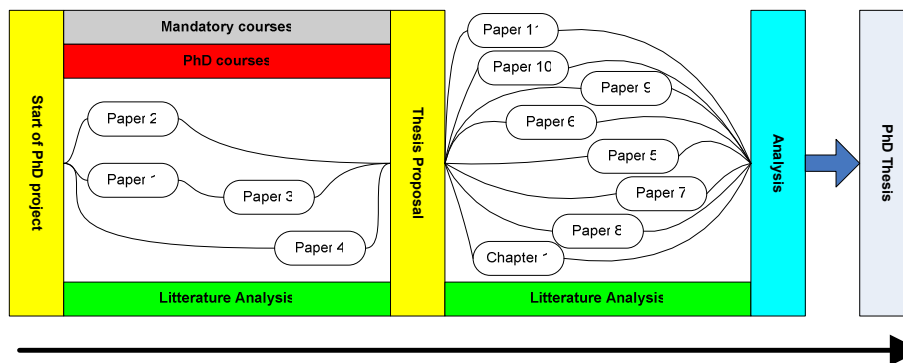 Mandatory courses
PhD courses
Start of PhD project
Paper 2
Paper 1
Paper 3
Paper 4
Litterature Analysis
Thesis Proposal
Paper 11
Paper 10
Paper 9
Paper 6
Paper 5
Paper 7
Paper 8
Chapter 1
Litterature Analysis
Analysis
PhD Thesis